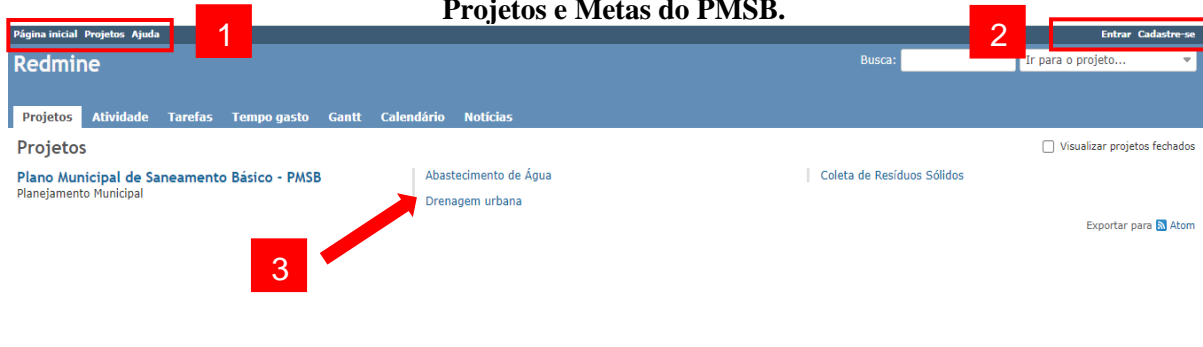 Projetos e Metas do PMSB.
Página inicial Projetos Ajuda 1 2 Entrar Cadastre-se
Redmine Busca: Ir para o projeto...
Projetos Atividade Tarefas Tempo gasto Gantt Calendário Notícias
Projetos Visualizar projetos fechados
Plano Municipal de Saneamento Básico - PMSB Abastecimento de Água Coleta de Resíduos Sólidos
Planejamento Municipal Drenagem urbana
Exportar para Atom
3